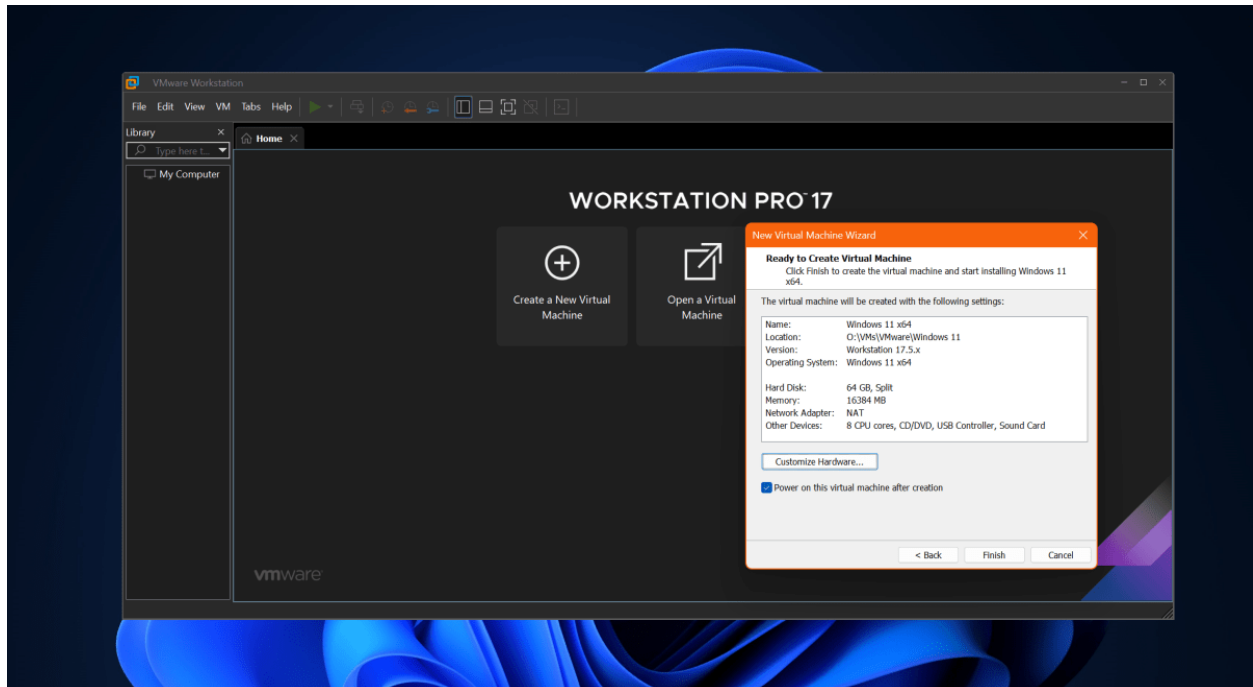 VMware Workstation
File Edit View VM Tabs Help
Library
Type here t...
My Computer
Home
WORKSTATION PRO™ 17
Create a New Virtual
Machine
Open a Virtual
Machine
vmware
New Virtual Machine Wizard
Ready to Create Virtual Machine
Click Finish to create the virtual machine and start installing Windows 11
x64.
The virtual machine will be created with the following settings:
Name: Windows 11 x64
Location: O:\VMs\VMware\Windows 11
Version: Workstation 17.5.x
Operating System: Windows 11 x64
Hard Disk: 64 GB, Split
Memory: 16384 MB
Network Adapter: NAT
Other Devices: 8 CPU cores, CD/DVD, USB Controller, Sound Card
Customize Hardware...
Power on this virtual machine after creation
< Back Finish Cancel